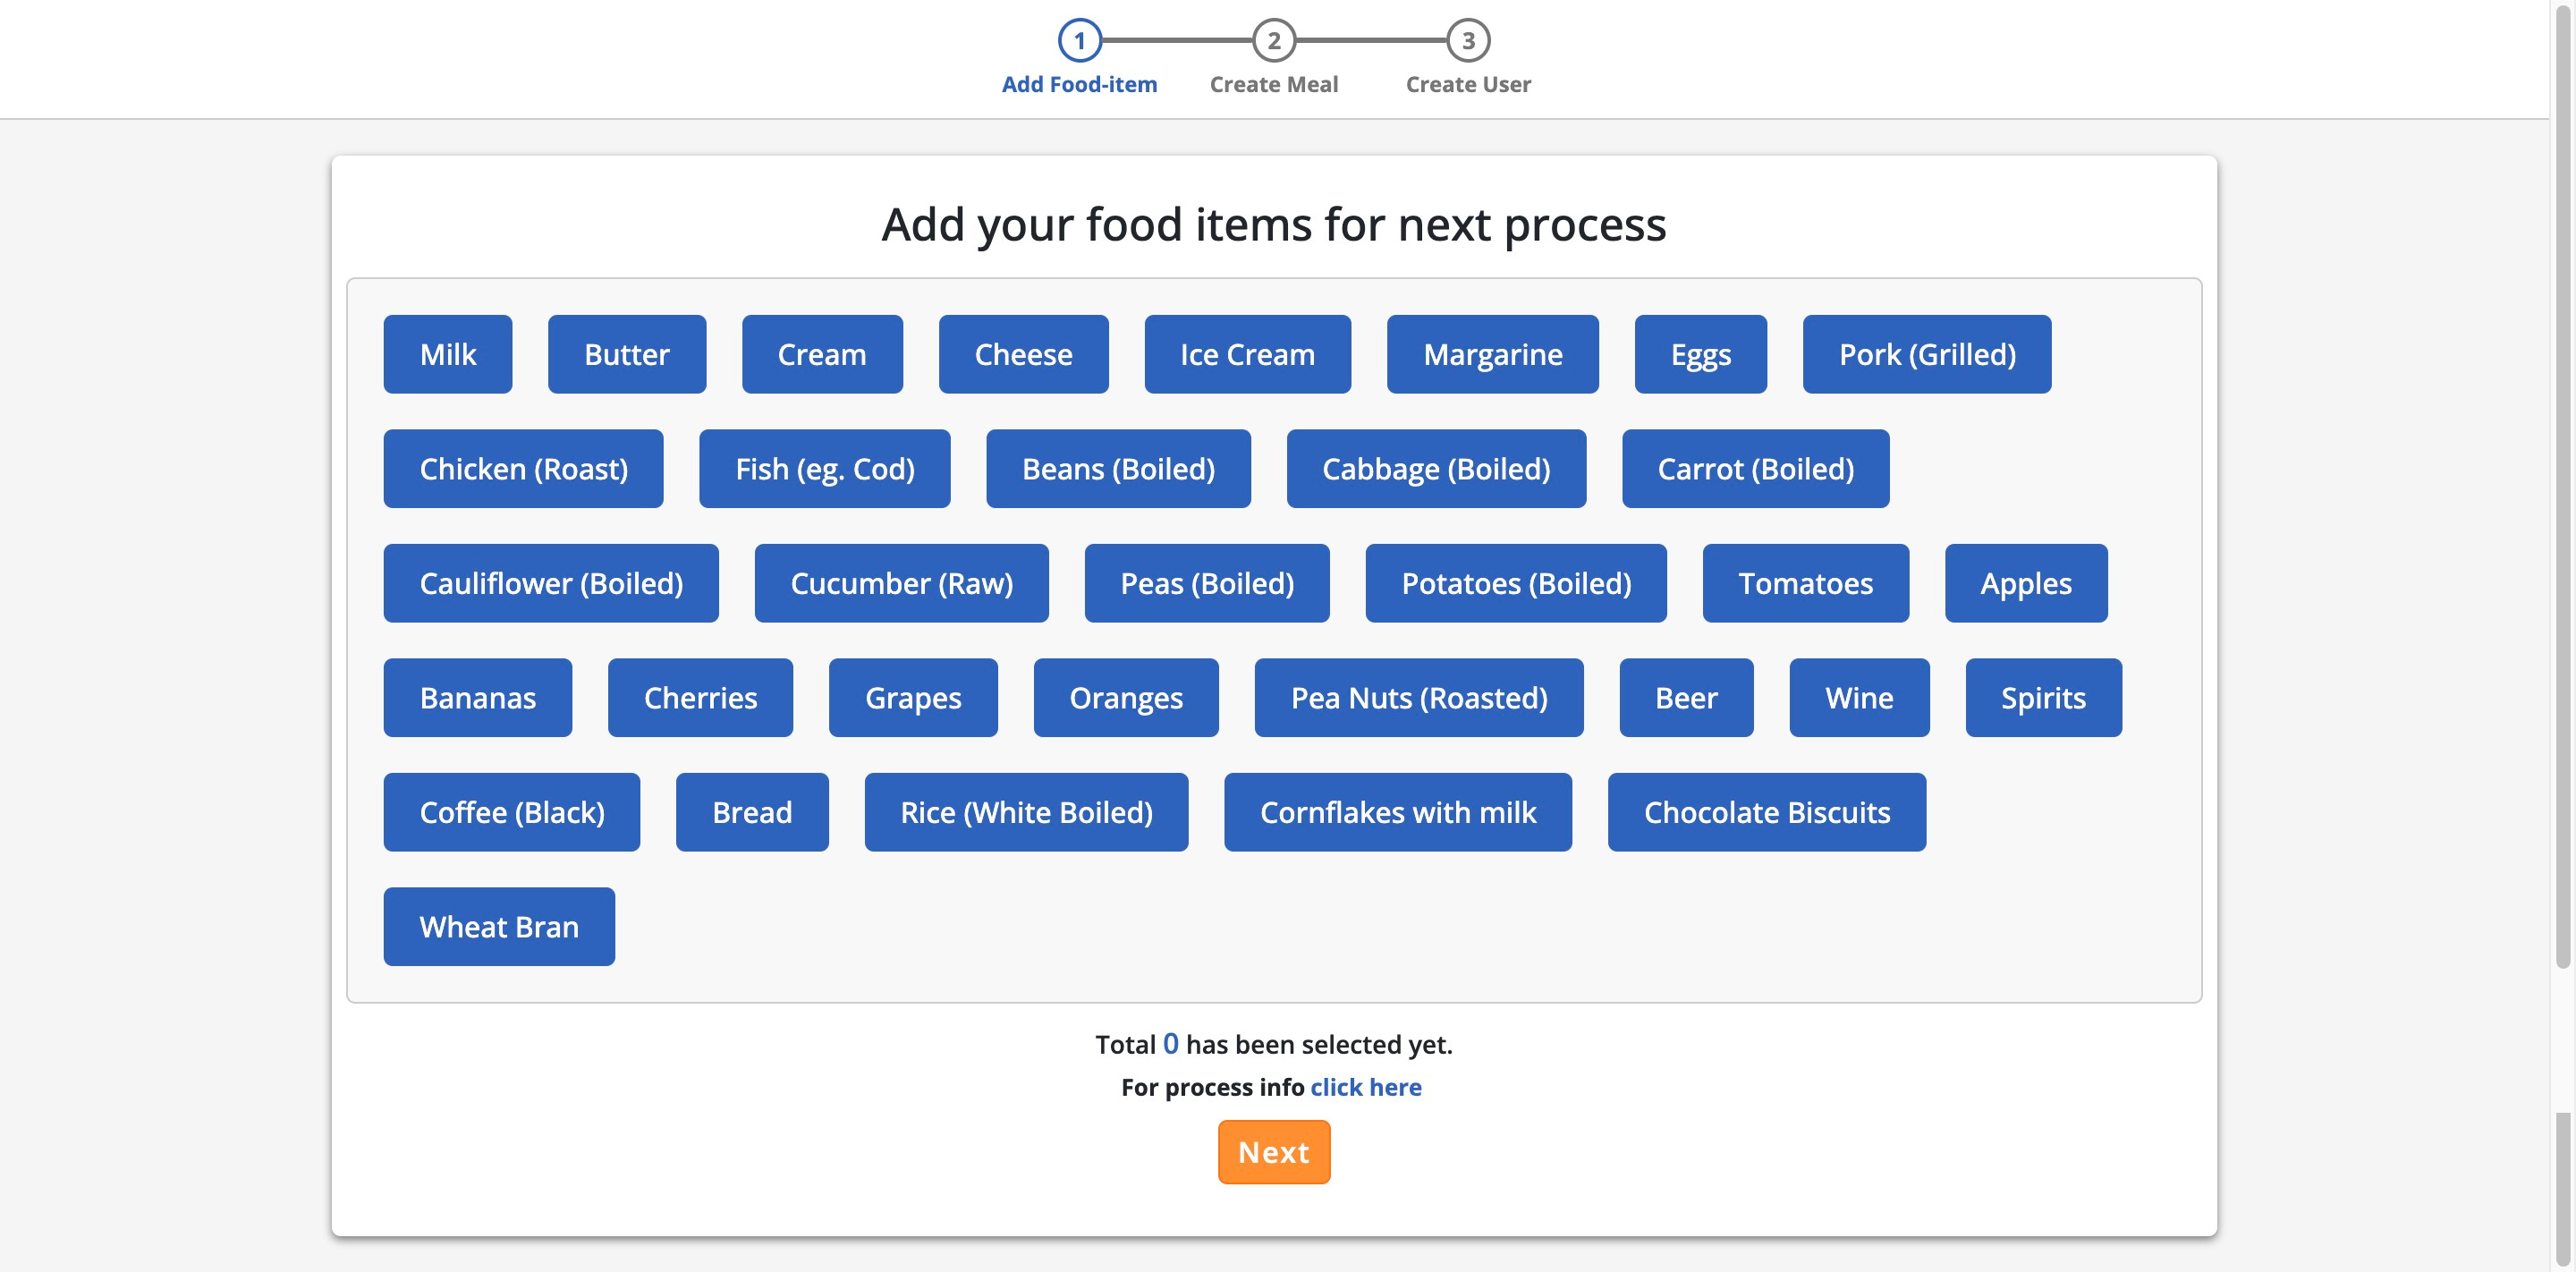 1 2 3
Add Food-item Create Meal Create User
Add your food items for next process
Milk Butter Cream Cheese Ice Cream Margarine Eggs Pork (Grilled)
Chicken (Roast) Fish (eg. Cod) Beans (Boiled) Cabbage (Boiled) Carrot (Boiled)
Cauliflower (Boiled) Cucumber (Raw) Peas (Boiled) Potatoes (Boiled) Tomatoes Apples
Bananas Cherries Grapes Oranges Pea Nuts (Roasted) Beer Wine Spirits
Coffee (Black) Bread Rice (White Boiled) Cornflakes with milk Chocolate Biscuits
Wheat Bran
Total 0 has been selected yet.
For process info click here
Next